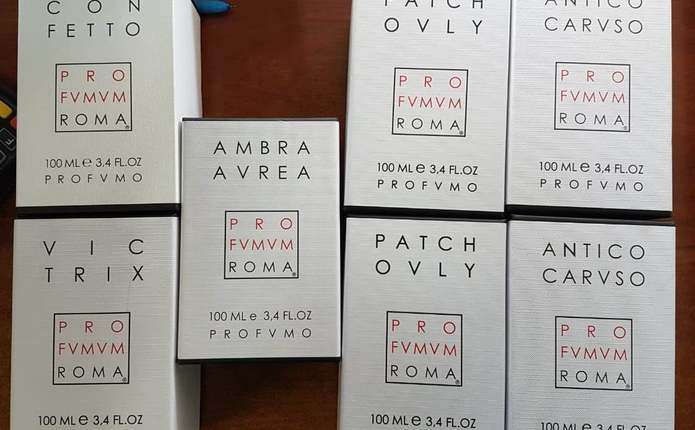 CON
FETTO
PRO
FVMVM
ROMA®
100 ML e 3,4 FL.OZ
PROFVMO
PATCH
OVLY
PRO
FVMVM
ROMA®
100 ML e 3,4 FL.OZ
PROFVMO
ANTICO
CARVSO
PRO
FVMVM
ROMA®
100 ML e 3,4 FL.OZ
PROFVMO
AMBRA
AVREA
PRO
FVMVM
ROMA®
100 ML e 3,4 FL.OZ
PROFVMO
VIC
TRIX
PRO
FVMVM
ROMA®
100 ML e 3,4 FL.OZ
PATCH
OVLY
PRO
FVMVM
ROMA®
100 ML e 3,4 FL.OZ
ANTICO
CARVSO
PRO
FVMVM
ROMA®
100 ML e 3,4 FL.OZ